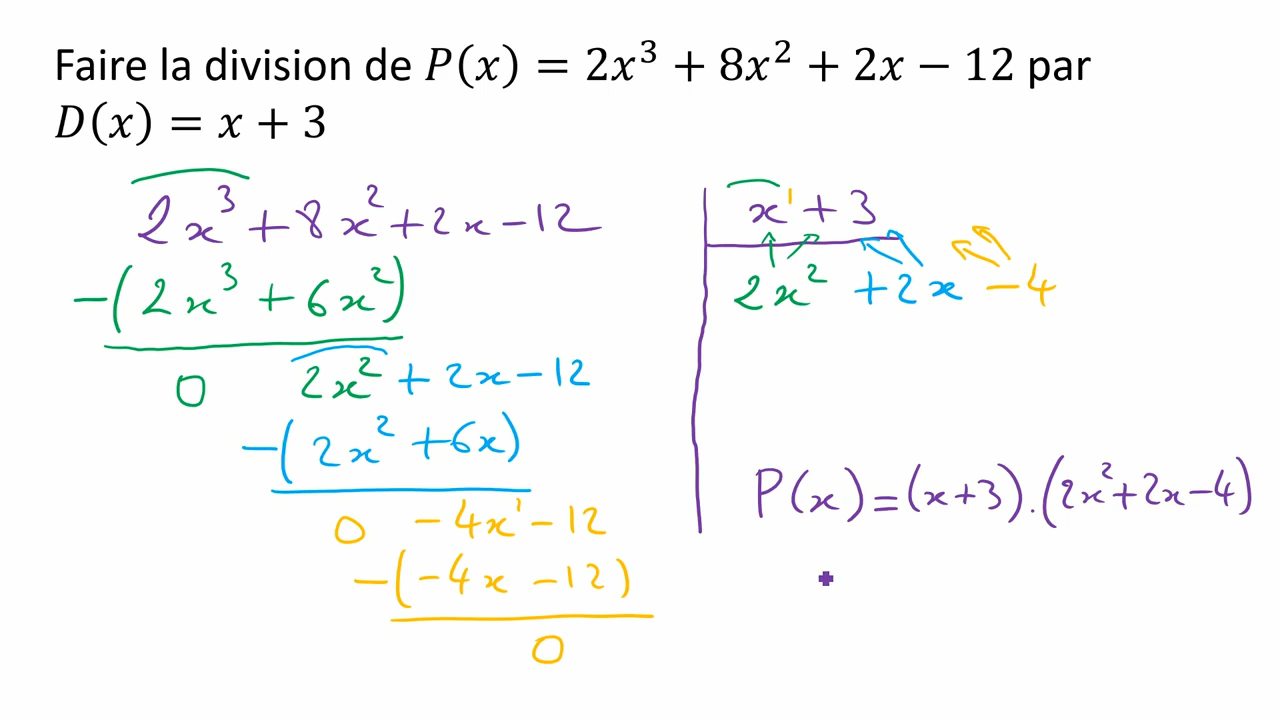 Faire la division de P(x) = 2x³ + 8x² + 2x − 12 par
D(x) = x + 3
2x³ + 8x² + 2x − 12
x¹ + 3
−(2x³ + 6x²)
2x² + 2x − 4
0 2x² + 2x − 12
−(2x² + 6x)
0 −4x¹ − 12
−(−4x − 12)
0
P(x) = (x+3).(2x²+2x−4)